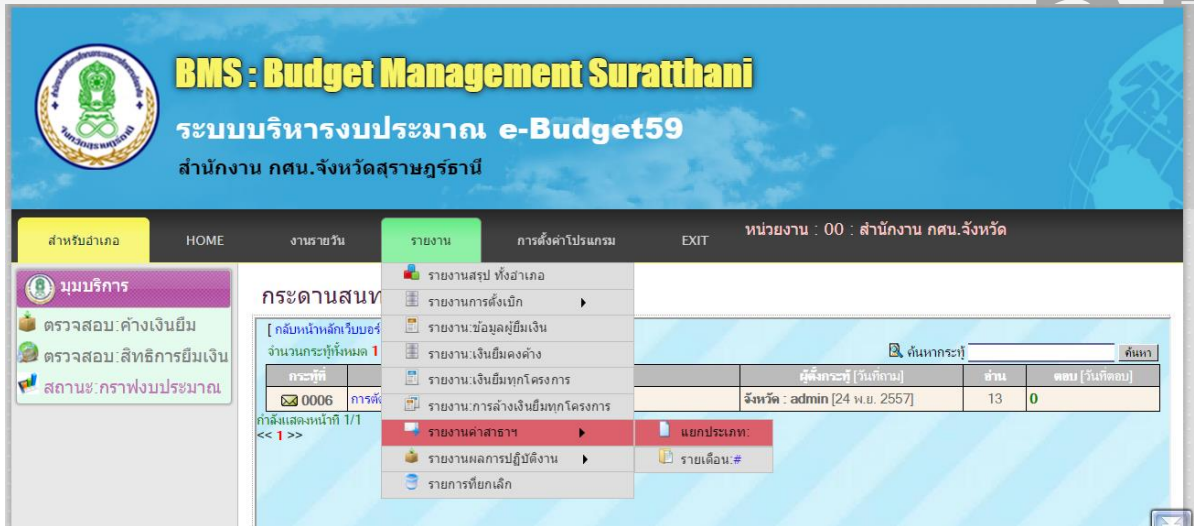 BMS : Budget Management Suratthani
ระบบบริหารงบประมาณ e-Budget59
สำนักงาน กศน.จังหวัดสุราษฎร์ธานี
สำหรับอำเภอ HOME งานรายวัน รายงาน การตั้งค่าโปรแกรม EXIT หน่วยงาน : 00 : สำนักงาน กศน.จังหวัด
มุมบริการ
ตรวจสอบ:ค้างเงินยืม
ตรวจสอบ:สิทธิการยืมเงิน
สถานะ:กราฟงบประมาณ
รายงานสรุป ทั้งอำเภอ
รายงานการตั้งเบิก
รายงาน:ข้อมูลผู้ยืมเงิน
รายงาน:เงินยืมคงค้าง
รายงาน:เงินยืมทุกโครงการ
รายงาน:การล้างเงินยืมทุกโครงการ
รายงานค่าสาธาฯ
แยกประเภท:
รายงานผลการปฏิบัติงาน
รายเดือน:#
รายการที่ยกเลิก
กระดานสนท
[ กลับหน้าหลักเว็บบอร์
จำนวนกระทู้ทั้งหมด 1
ค้นหากระทู้ ค้นหา
กระทู้ที่ ผู้ตั้งกระทู้ [วันที่ถาม] อ่าน ตอบ [วันที่ตอบ]
0006 การตั้ง จังหวัด : admin [24 พ.ย. 2557] 13 0
กำลังแสดงหน้าที่ 1/1
<< 1 >>